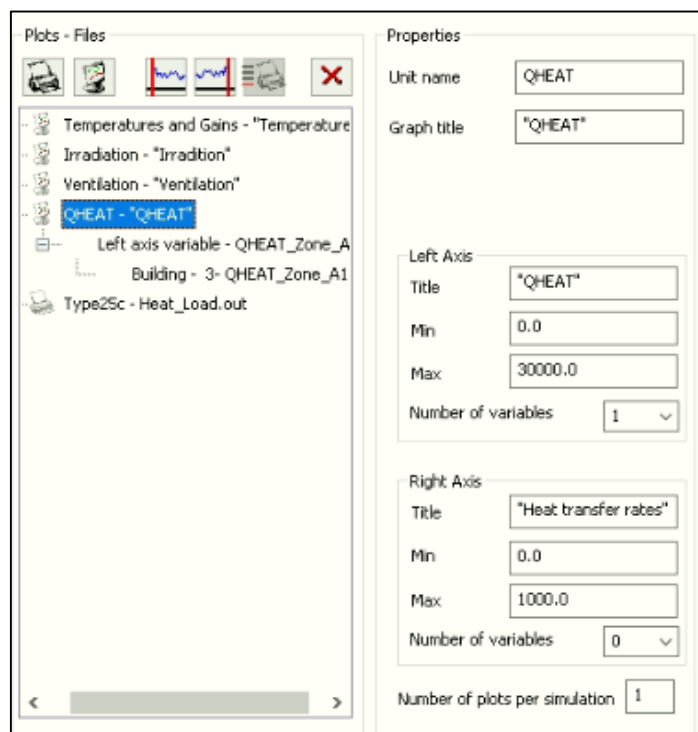 Plots - Files
Temperatures and Gains - "Temperature
Irradiation - "Irradition"
Ventilation - "Ventilation"
QHEAT - "QHEAT"
Left axis variable - QHEAT_Zone_A
Building - 3- QHEAT_Zone_A1
Type25c - Heat_Load.out
Properties
Unit name QHEAT
Graph title "QHEAT"
Left Axis
Title "QHEAT"
Min 0.0
Max 30000.0
Number of variables 1
Right Axis
Title "Heat transfer rates"
Min 0.0
Max 1000.0
Number of variables 0
Number of plots per simulation 1